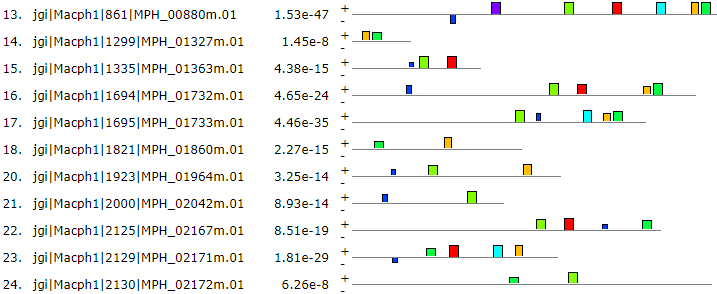 13. jgi|Macph1|861|MPH_00880m.01 1.53e-47 + -
14. jgi|Macph1|1299|MPH_01327m.01 1.45e-8 + -
15. jgi|Macph1|1335|MPH_01363m.01 4.38e-15 + -
16. jgi|Macph1|1694|MPH_01732m.01 4.65e-24 + -
17. jgi|Macph1|1695|MPH_01733m.01 4.46e-35 + -
18. jgi|Macph1|1821|MPH_01860m.01 2.27e-15 + -
20. jgi|Macph1|1923|MPH_01964m.01 3.25e-14 + -
21. jgi|Macph1|2000|MPH_02042m.01 8.93e-14 + -
22. jgi|Macph1|2125|MPH_02167m.01 8.51e-19 + -
23. jgi|Macph1|2129|MPH_02171m.01 1.81e-29 + -
24. jgi|Macph1|2130|MPH_02172m.01 6.26e-8 + -